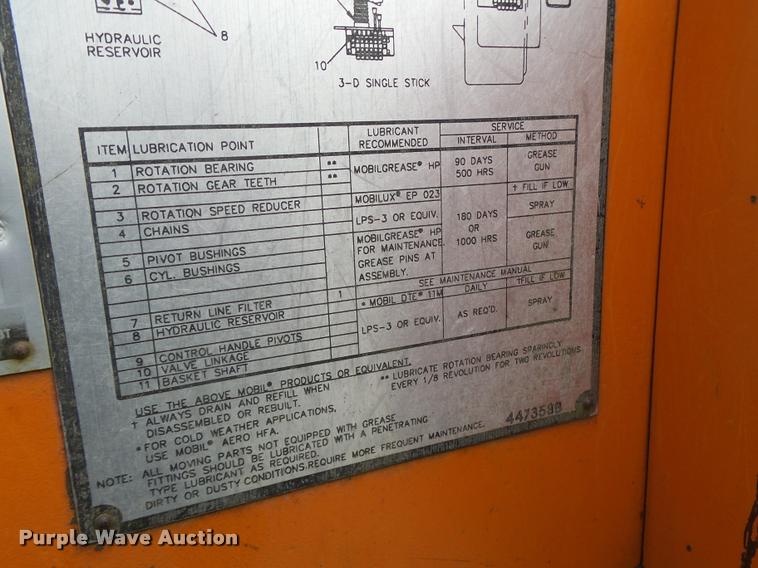 HYDRAULIC
RESERVOIR
8
10
3-D SINGLE STICK
ITEM LUBRICATION POINT LUBRICANT RECOMMENDED SERVICE
INTERVAL METHOD
1 ROTATION BEARING ** MOBILGREASE® HP 90 DAYS 500 HRS GREASE GUN
2 ROTATION GEAR TEETH **
3 ROTATION SPEED REDUCER MOBILUX® EP 023 180 DAYS OR 1000 HRS † FILL IF LOW
4 CHAINS LPS-3 OR EQUIV. SPRAY
5 PIVOT BUSHINGS MOBILGREASE® HP FOR MAINTENANCE. GREASE PINS AT ASSEMBLY. GREASE GUN
6 CYL. BUSHINGS
7 RETURN LINE FILTER 1 SEE MAINTENANCE MANUAL
8 HYDRAULIC RESERVOIR * MOBIL DTE® 11M DAILY †FILL IF LOW
9 CONTROL HANDLE PIVOTS LPS-3 OR EQUIV. AS REQ'D. SPRAY
10 VALVE LINKAGE
11 BASKET SHAFT
USE THE ABOVE MOBIL® PRODUCTS OR EQUIVALENT.
† ALWAYS DRAIN AND REFILL WHEN
DISASSEMBLED OR REBUILT.
* FOR COLD WEATHER APPLICATIONS,
USE MOBIL® AERO HFA.
** LUBRICATE ROTATION BEARING SPARINGLY
EVERY 1/8 REVOLUTION FOR TWO REVOLUTIONS
NOTE: ALL MOVING PARTS NOT EQUIPPED WITH GREASE
FITTINGS SHOULD BE LUBRICATED WITH A PENETRATING
TYPE LUBRICANT AS REQUIRED.
DIRTY OR DUSTY CONDITIONS REQUIRE MORE FREQUENT MAINTENANCE.
447359B
Purple Wave Auction